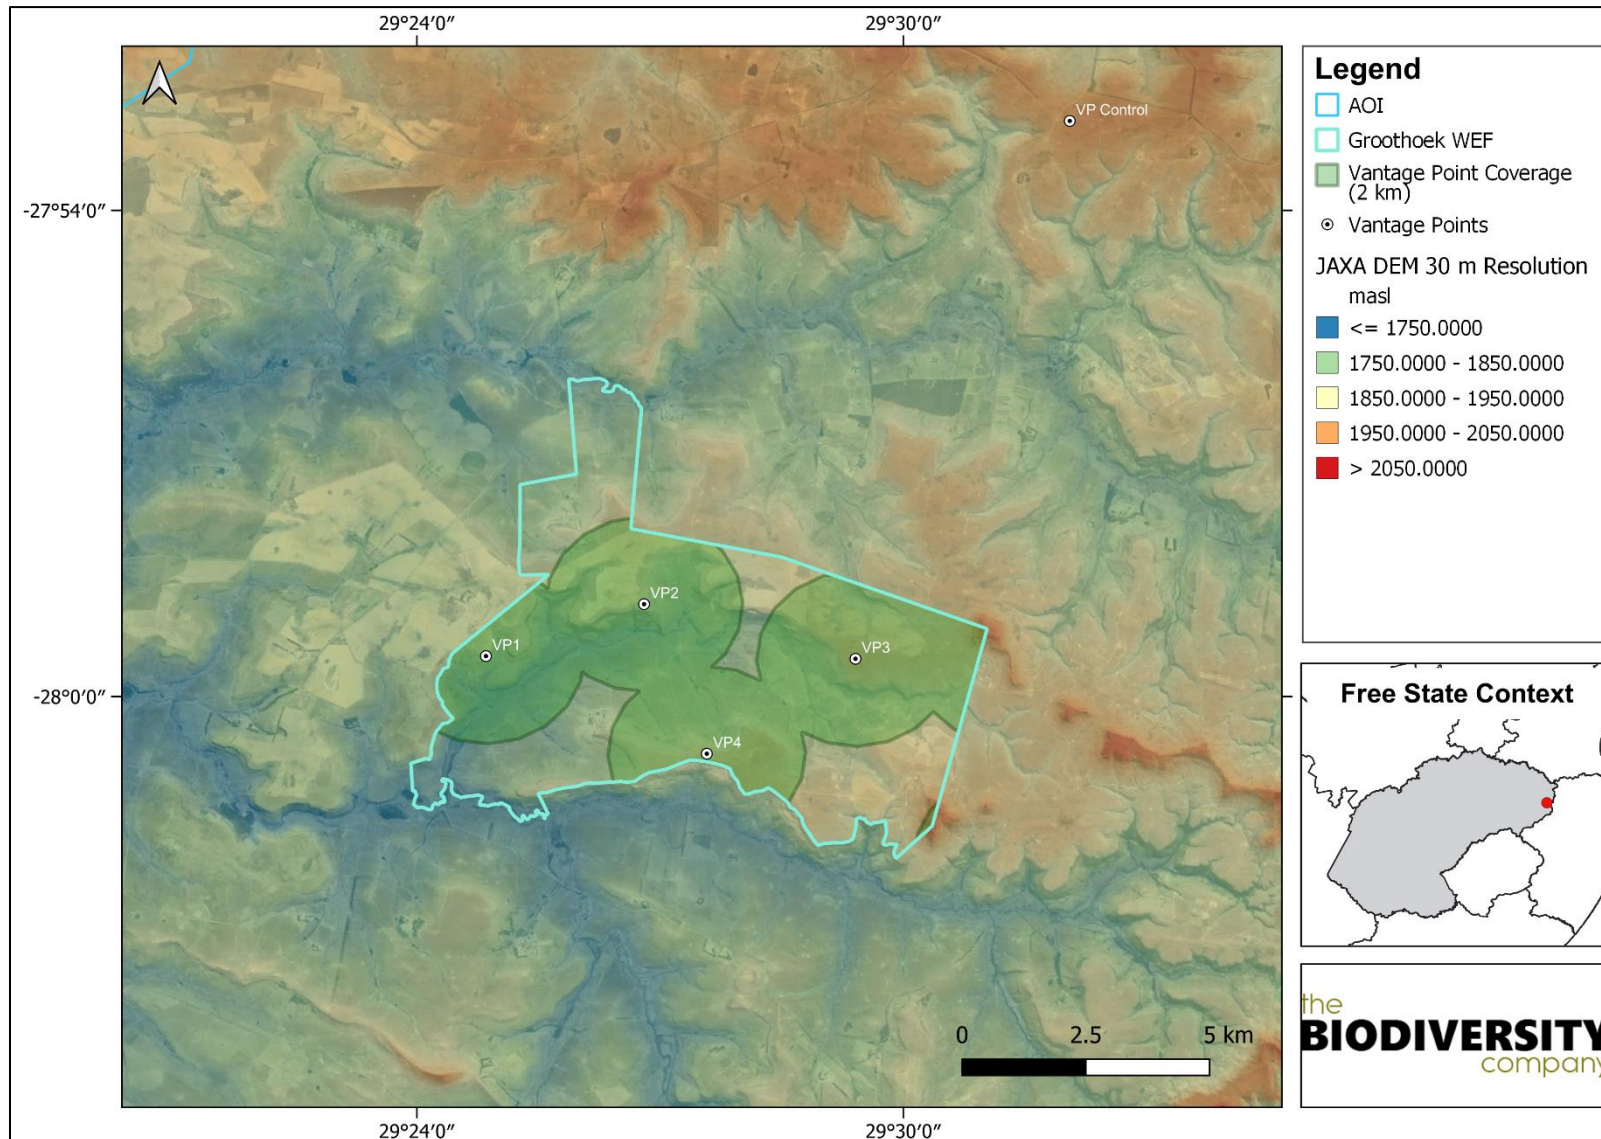 29°24'0″ 29°30'0″
Legend
AOI
Groothoek WEF
Vantage Point Coverage
(2 km)
Vantage Points
JAXA DEM 30 m Resolution
masl
<= 1750.0000
1750.0000 - 1850.0000
1850.0000 - 1950.0000
1950.0000 - 2050.0000
> 2050.0000
VP Control
-27°54'0″
VP2
VP1
VP3
-28°0'0″
VP4
Free State Context
0 2.5 5 km
the
BIODIVERSITY
company
29°24'0″ 29°30'0″